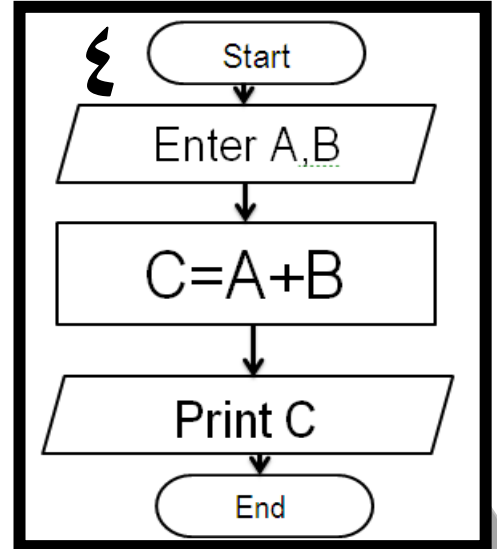 ٤
Start
Enter A,B
C=A+B
Print C
End